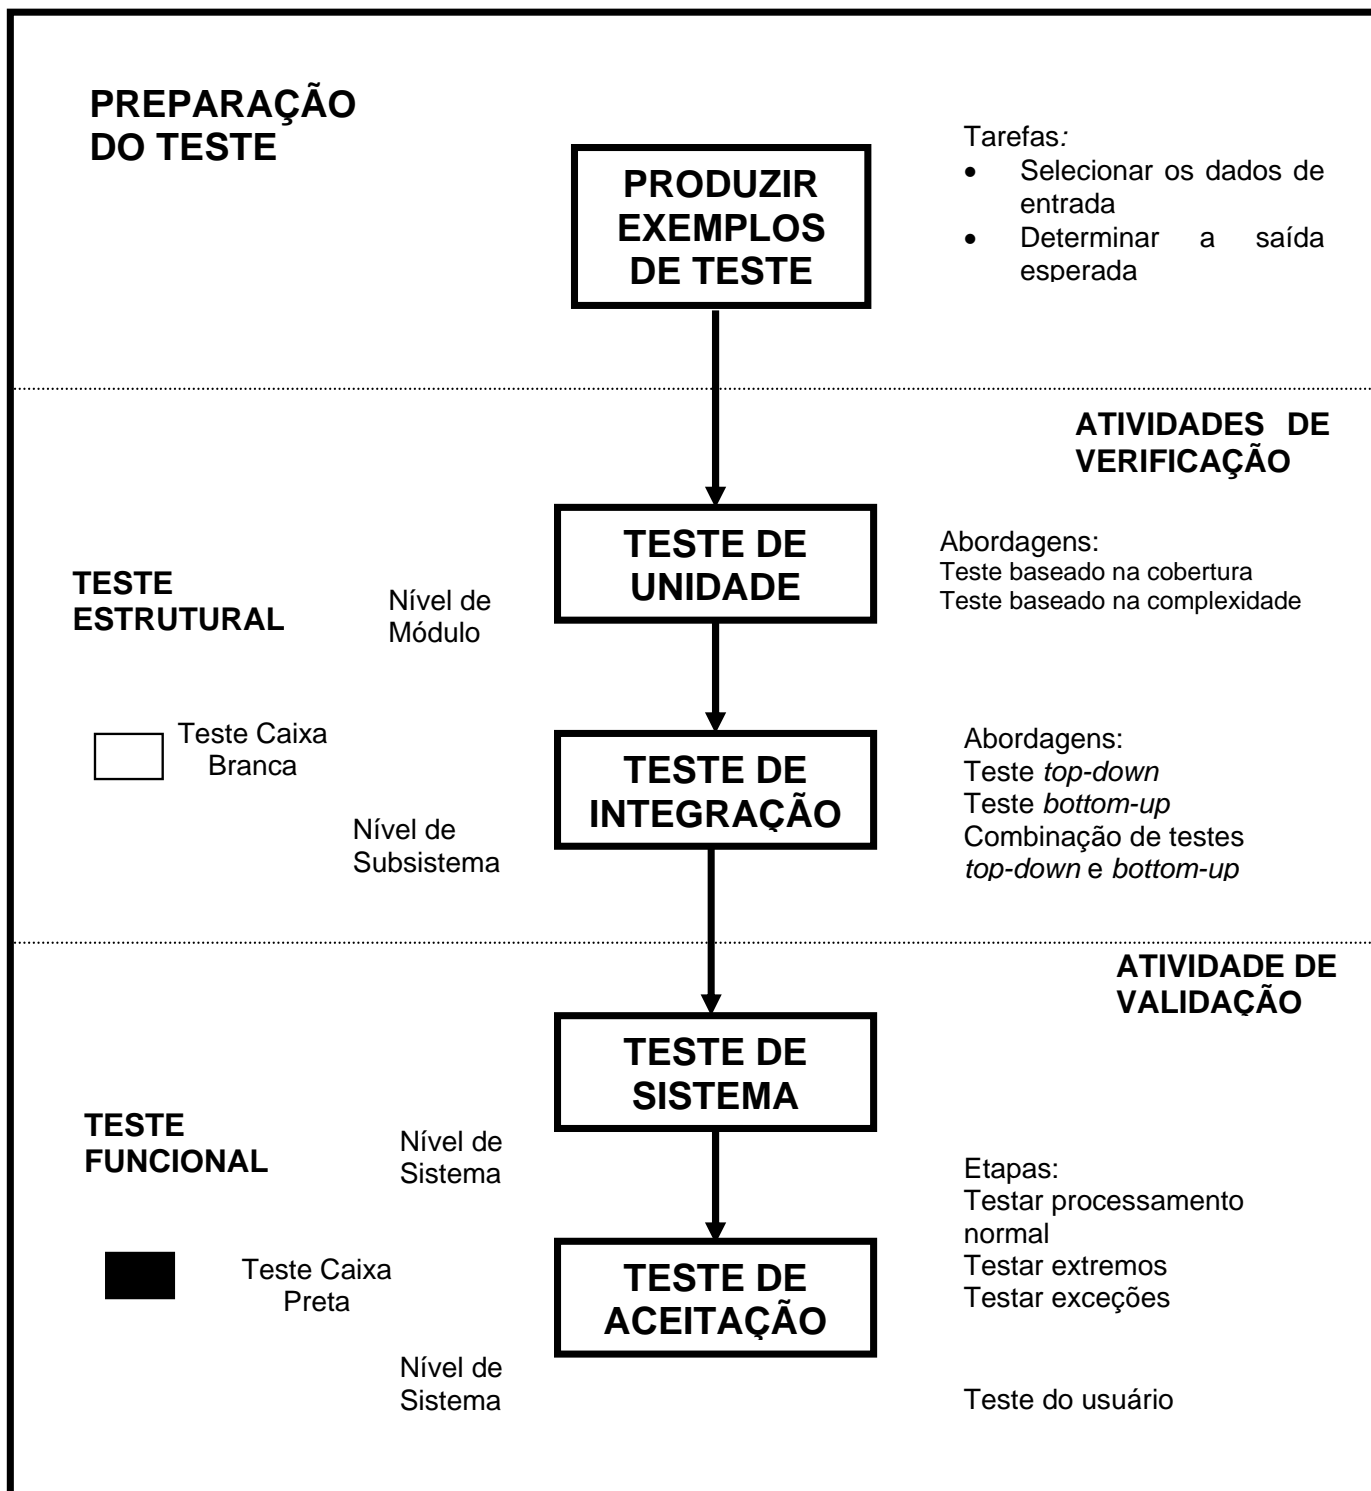 PREPARAÇÃO
DO TESTE
PRODUZIR
EXEMPLOS
DE TESTE
Tarefas:
• Selecionar os dados de
entrada
• Determinar a saída
esperada
ATIVIDADES DE
VERIFICAÇÃO
TESTE DE
UNIDADE
Abordagens:
Teste baseado na cobertura
Teste baseado na complexidade
TESTE
ESTRUTURAL
Nível de
Módulo
Teste Caixa
Branca
TESTE DE
INTEGRAÇÃO
Abordagens:
Teste top-down
Teste bottom-up
Combinação de testes
top-down e bottom-up
Nível de
Subsistema
ATIVIDADE DE
VALIDAÇÃO
TESTE DE
SISTEMA
TESTE
FUNCIONAL
Nível de
Sistema
Etapas:
Testar processamento
normal
Testar extremos
Testar exceções
Teste Caixa
Preta
TESTE DE
ACEITAÇÃO
Nível de
Sistema
Teste do usuário